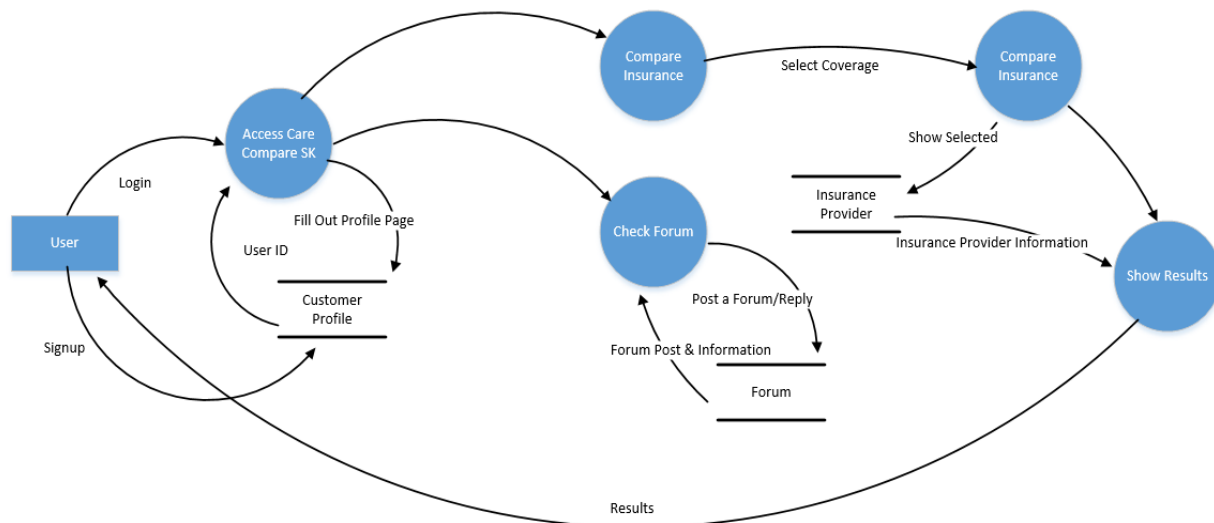 Compare
Insurance
Select Coverage
Compare
Insurance
Access Care
Compare SK
Login
Show Selected
Insurance
Provider
Fill Out Profile Page
User
User ID
Check Forum
Insurance Provider Information
Show Results
Customer
Profile
Post a Forum/Reply
Signup
Forum Post & Information
Forum
Results